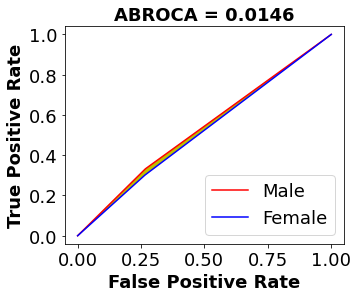 ABROCA = 0.0146
True Positive Rate
1.0
0.8
0.6
0.4
0.2
0.0
Male
Female
0.00 0.25 0.50 0.75 1.00
False Positive Rate